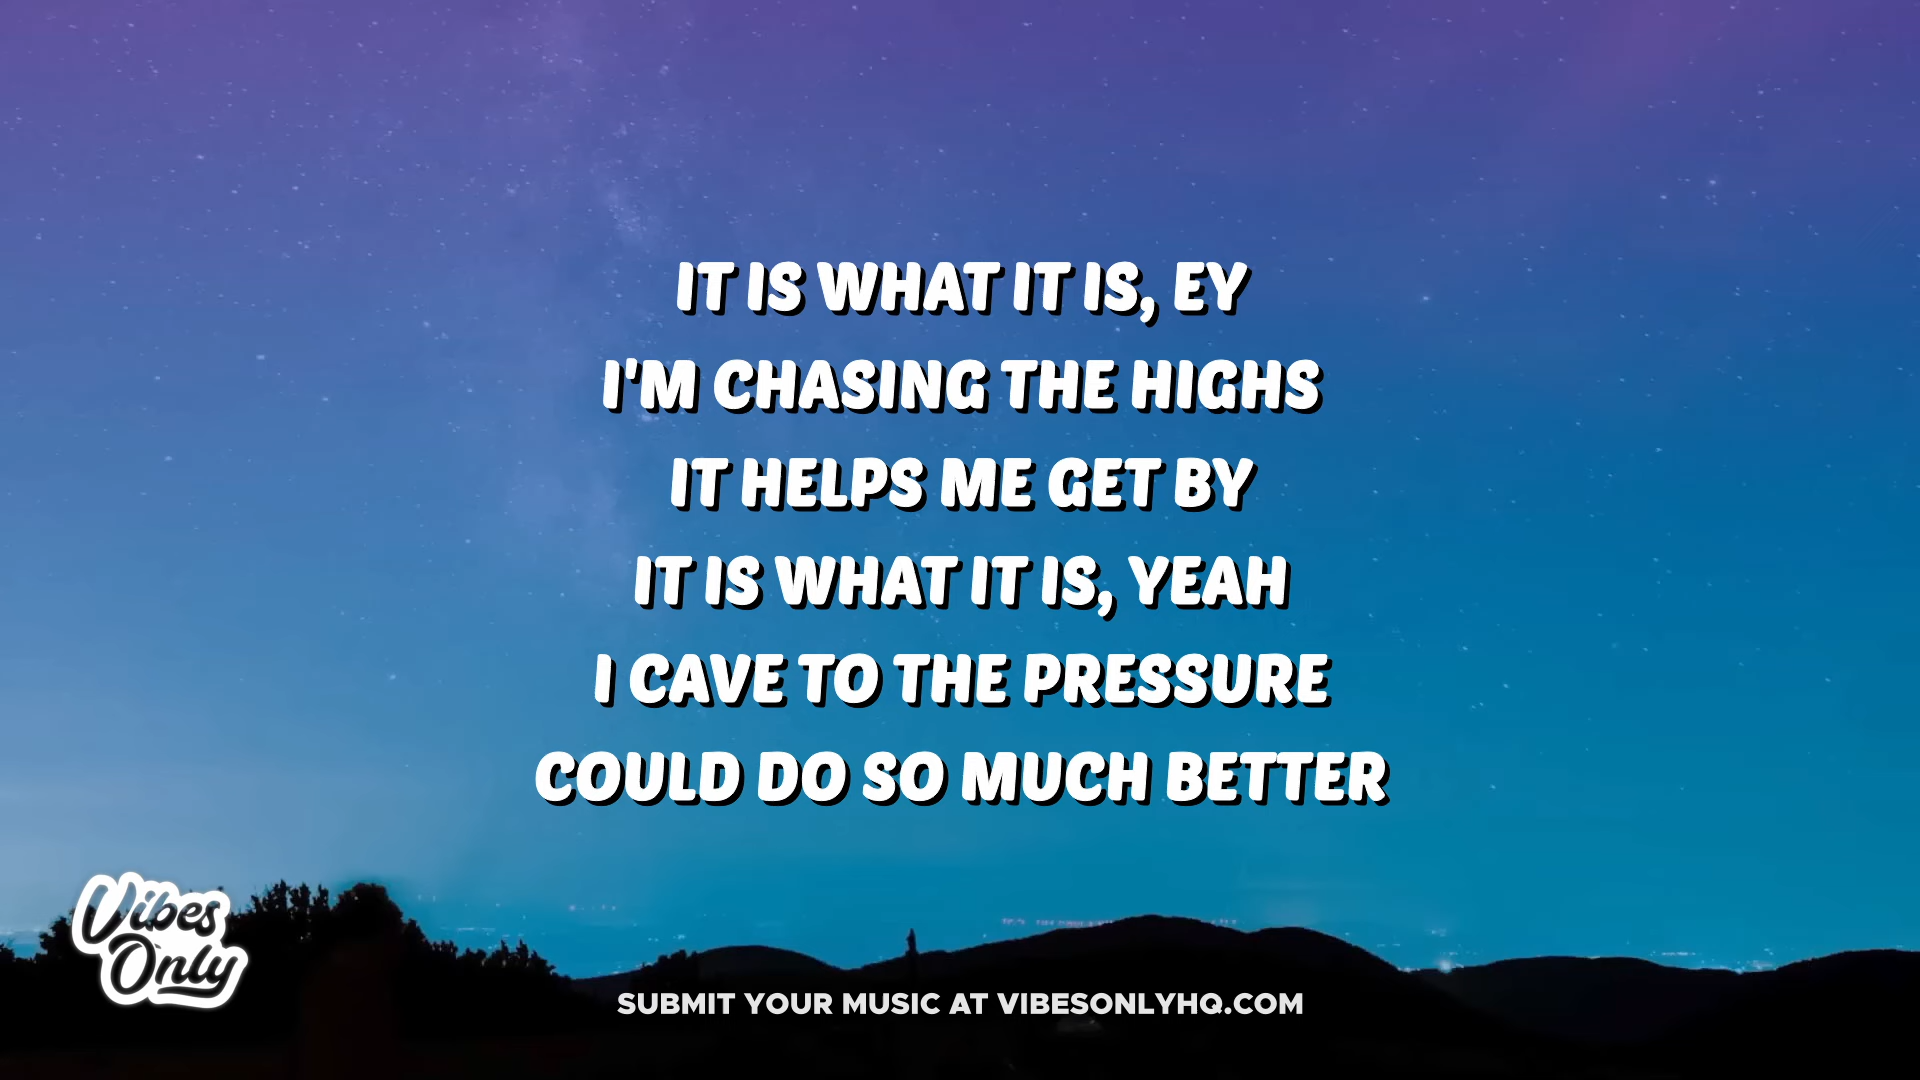 IT IS WHAT IT IS, EY
I'M CHASING THE HIGHS
IT HELPS ME GET BY
IT IS WHAT IT IS, YEAH
I CAVE TO THE PRESSURE
COULD DO SO MUCH BETTER
Vibes
Only
SUBMIT YOUR MUSIC AT VIBESONLYHQ.COM